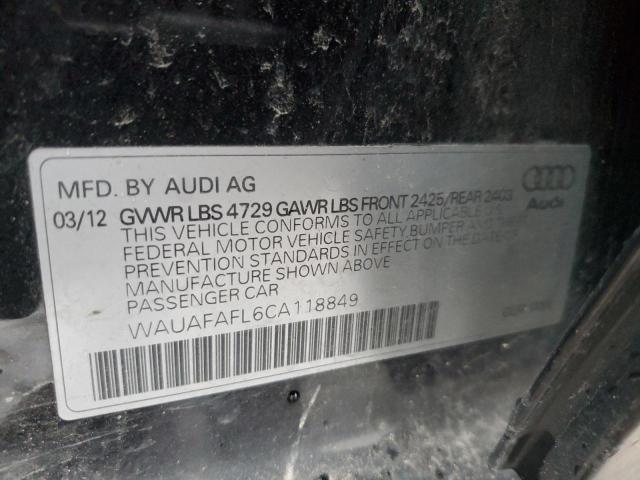 MFD. BY AUDI AG
03/12 GVWR LBS 4729 GAWR LBS FRONT 2425/REAR 2403
THIS VEHICLE CONFORMS TO ALL APPLICABLE U.S.
FEDERAL MOTOR VEHICLE SAFETY, BUMPER AND THEFT
PREVENTION STANDARDS IN EFFECT ON THE DATE OF
MANUFACTURE SHOWN ABOVE
PASSENGER CAR
WAUAFAFL6CA118849
Audi